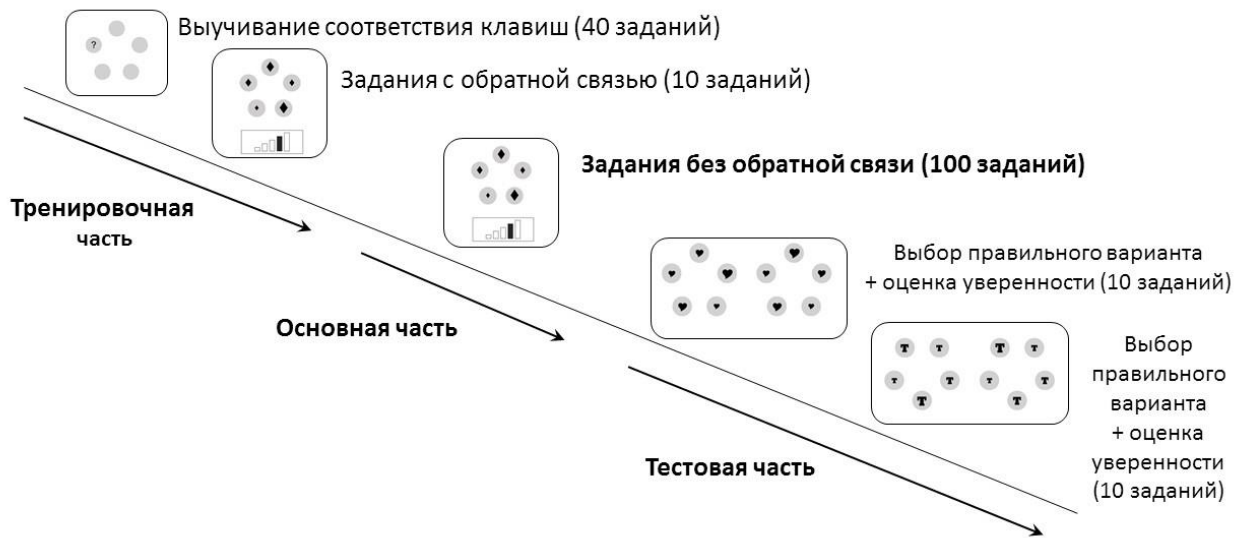 ?
Выучивание соответствия клавиш (40 заданий)
Задания с обратной связью (10 заданий)
Задания без обратной связи (100 заданий)
Тренировочная
часть
Выбор правильного варианта
+ оценка уверенности (10 заданий)
Основная часть
Выбор
правильного
варианта
+ оценка
уверенности
(10 заданий)
T T T T
T T T T
T T
Тестовая часть